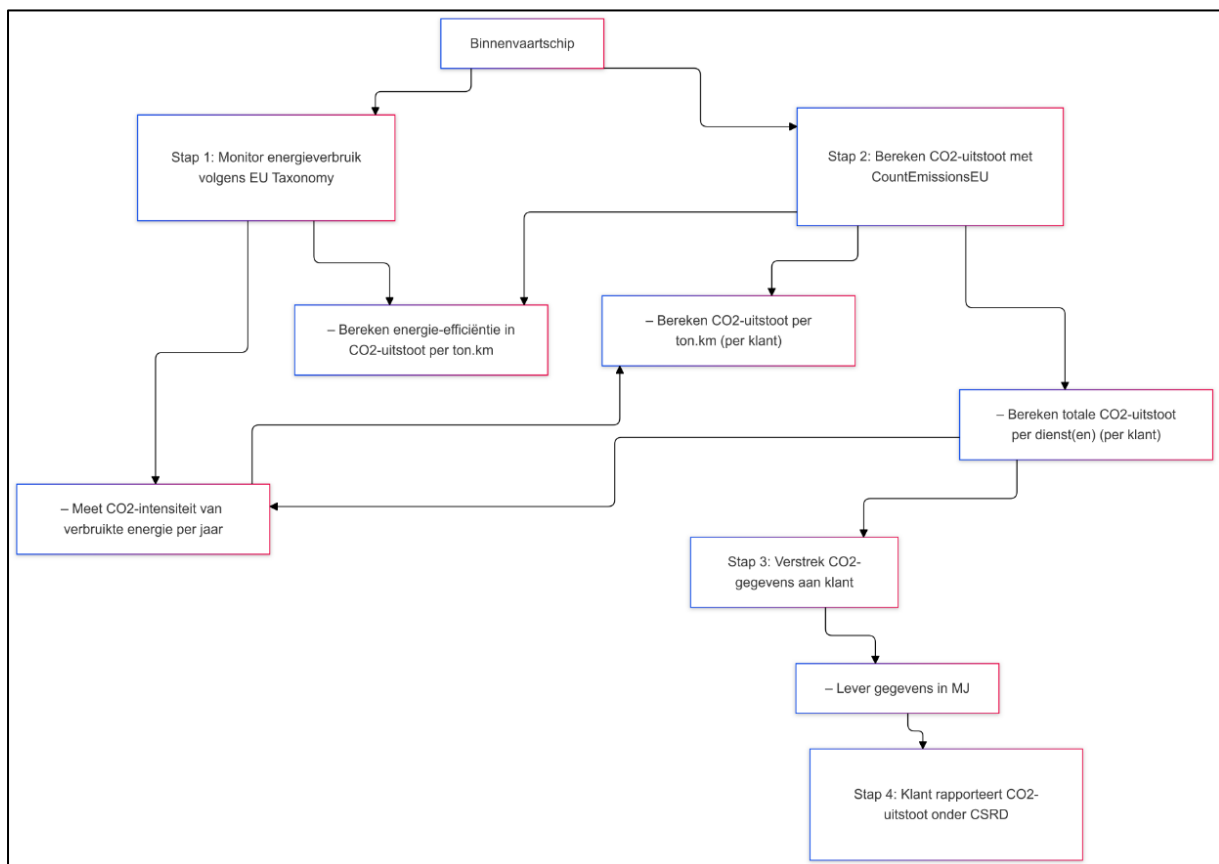 Binnenvaartschip
Stap 1: Monitor energieverbruik
volgens EU Taxonomy
Stap 2: Bereken CO2-uitstoot met
CountEmissionsEU
– Bereken energie-efficiëntie in
CO2-uitstoot per ton.km
– Bereken CO2-uitstoot per
ton.km (per klant)
– Bereken totale CO2-uitstoot
per dienst(en) (per klant)
– Meet CO2-intensiteit van
verbruikte energie per jaar
Stap 3: Verstrek CO2-
gegevens aan klant
– Lever gegevens in MJ
Stap 4: Klant rapporteert CO2-
uitstoot onder CSRD